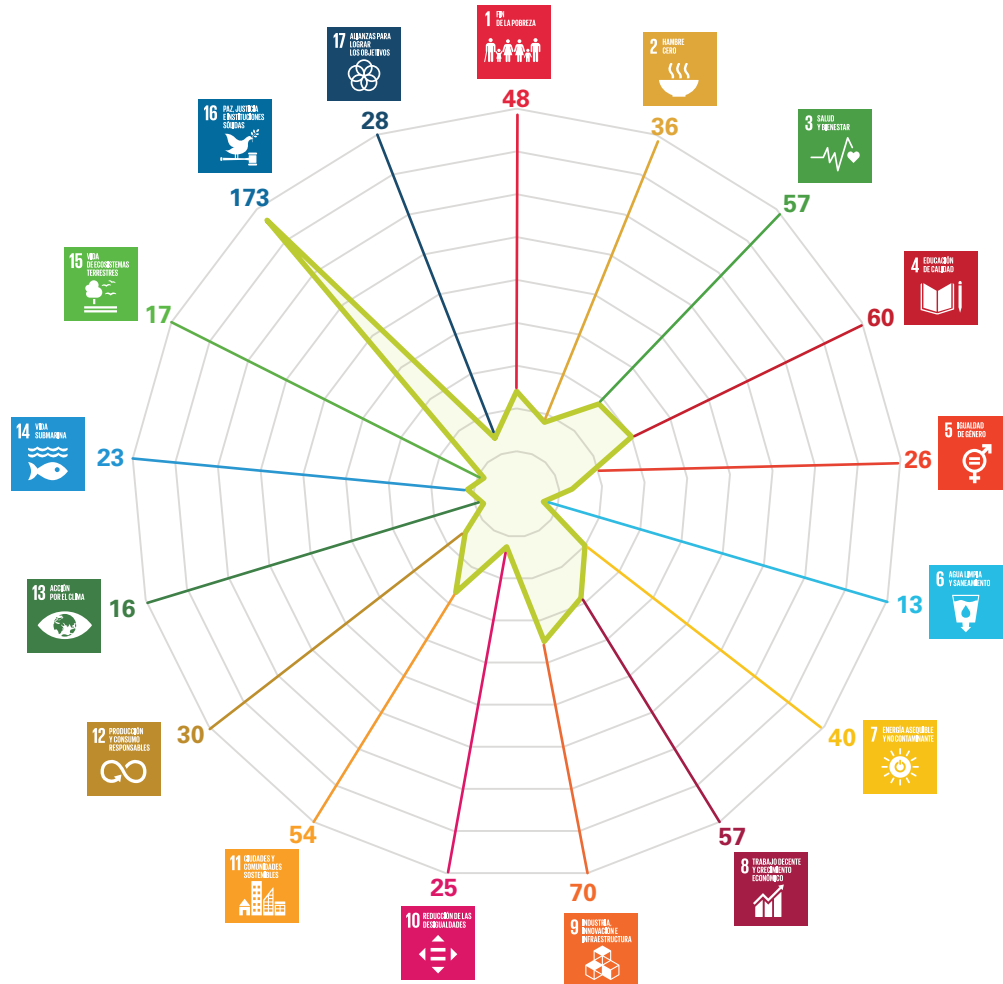 1 FIN
DE LA POBREZA
48
2 HAMBRE
CERO
36
3 SALUD
Y BIENESTAR
57
4 EDUCACIÓN
DE CALIDAD
60
5 IGUALDAD
DE GÉNERO
26
6 AGUA LIMPIA
Y SANEAMIENTO
13
7 ENERGÍA ASEQUIBLE
Y NO CONTAMINANTE
40
8 TRABAJO DECENTE
Y CRECIMIENTO
ECONÓMICO
57
9 INDUSTRIA,
INNOVACIÓN E
INFRAESTRUCTURA
70
10 REDUCCIÓN DE LAS
DESIGUALDADES
25
11 CIUDADES Y
COMUNIDADES
SOSTENIBLES
54
12 PRODUCCIÓN
Y CONSUMO
RESPONSABLES
30
13 ACCIÓN
POR EL CLIMA
16
14 VIDA
SUBMARINA
23
15 VIDA
DE ECOSISTEMAS
TERRESTRES
17
16 PAZ, JUSTICIA
E INSTITUCIONES
SÓLIDAS
173
17 ALIANZAS PARA
LOGRAR
LOS OBJETIVOS
28